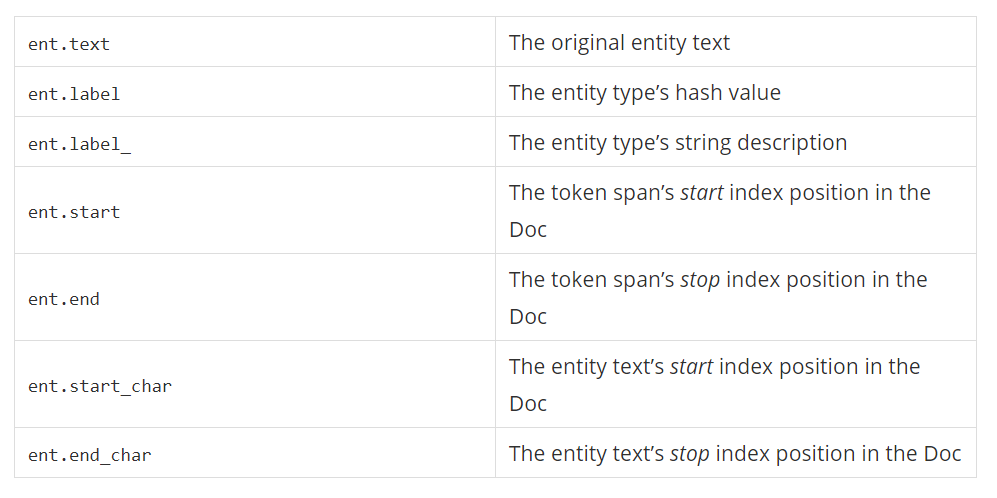 ent.text The original entity text
ent.label The entity type’s hash value
ent.label_ The entity type’s string description
ent.start The token span’s start index position in the
Doc
ent.end The token span’s stop index position in the
Doc
ent.start_char The entity text’s start index position in the
Doc
ent.end_char The entity text’s stop index position in the Doc